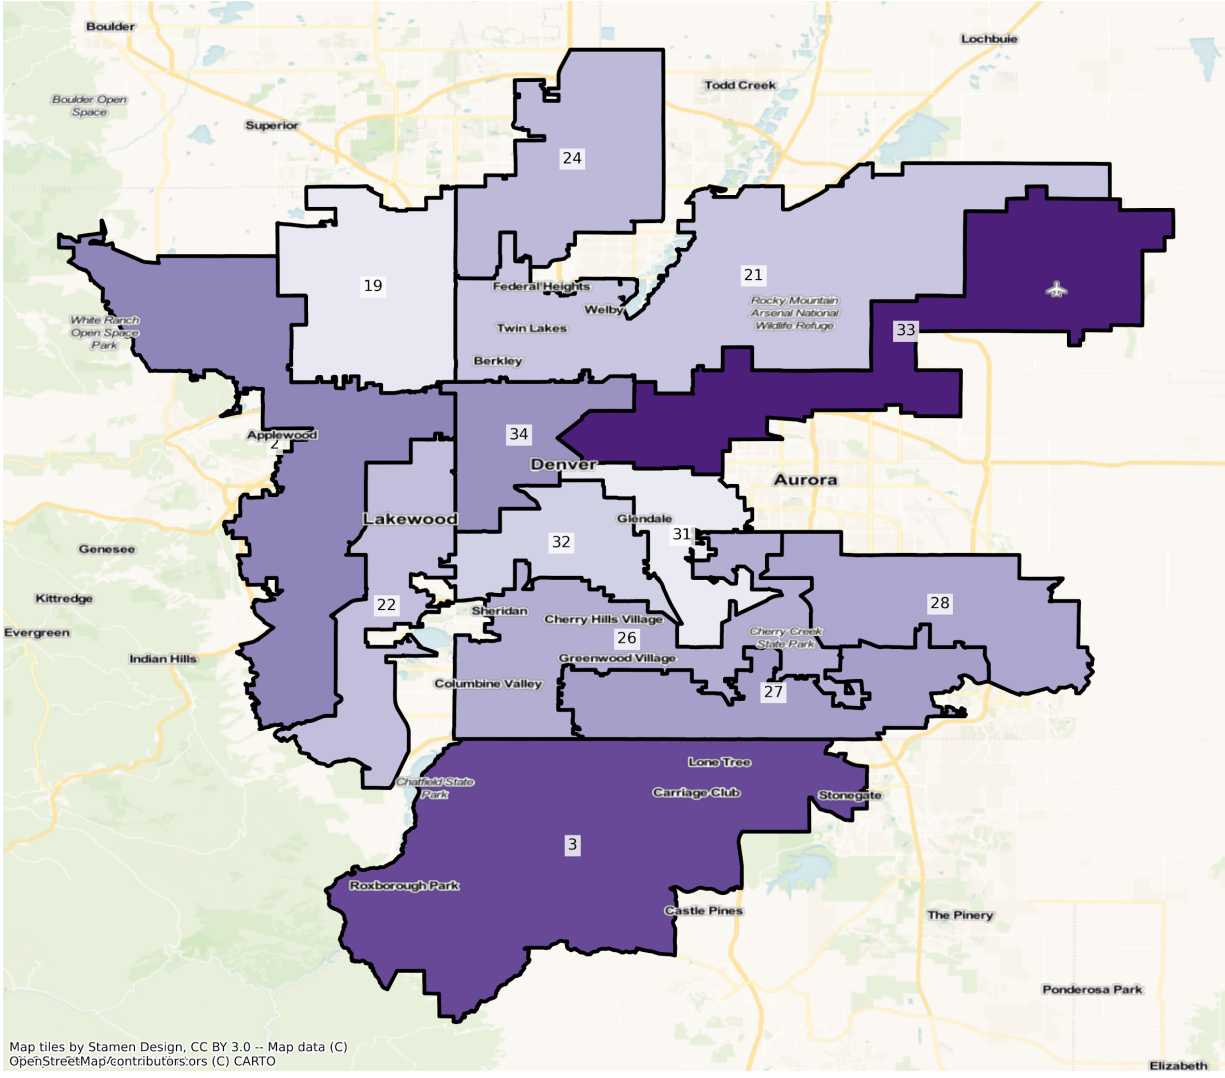 Boulder
Lochbuie
Todd Creek
Boulder Open
Space
Superior
24
21
19
Federal Heights
Rocky Mountain
Arsenal National
Wildlife Refuge
Welby
White Ranch
Open Space
Park
Twin Lakes
33
Berkley
Applewood
2
34
Denver
Aurora
Lakewood
Glendale
31
32
Genesee
Kittredge
22
28
Sheridan
Cherry Hills Village
Evergreen
26
Cherry Creek
State Park
Indian Hills
Greenwood Village
Columbine Valley
27
Lone Tree
Chatfield State
Park
Carriage Club
Stonegate
3
Roxborough Park
Castle Pines
The Pinery
Ponderosa Park
Map tiles by Stamen Design, CC BY 3.0 -- Map data (C)
OpenStreetMap contributors (C) CARTO
Elizabeth